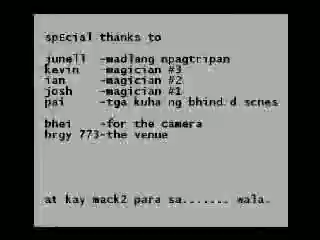 spEcial thanks to
junell -madlang npagtripan
kevin -magician #3
ian -magician #2
josh -magician #1
pai -tga kuha ng bhind d scnes
bhei -for the camera
brgy 773-the venue
at kay mack2 para sa....... wala.